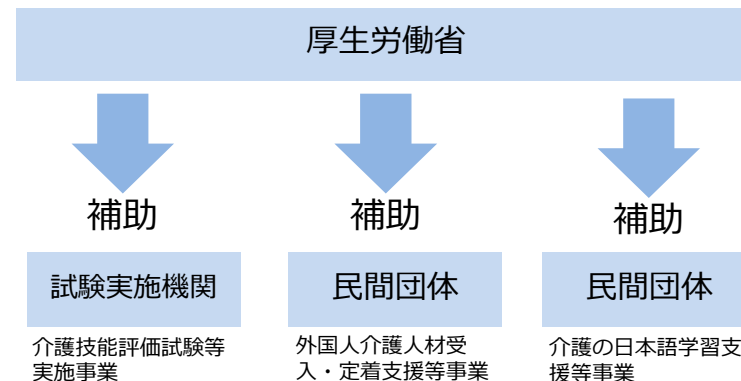 厚生労働省
補助
補助
補助
試験実施機関
民間団体
民間団体
介護技能評価試験等
実施事業
外国人介護人材受
入・定着支援等事業
介護の日本語学習支
援等事業